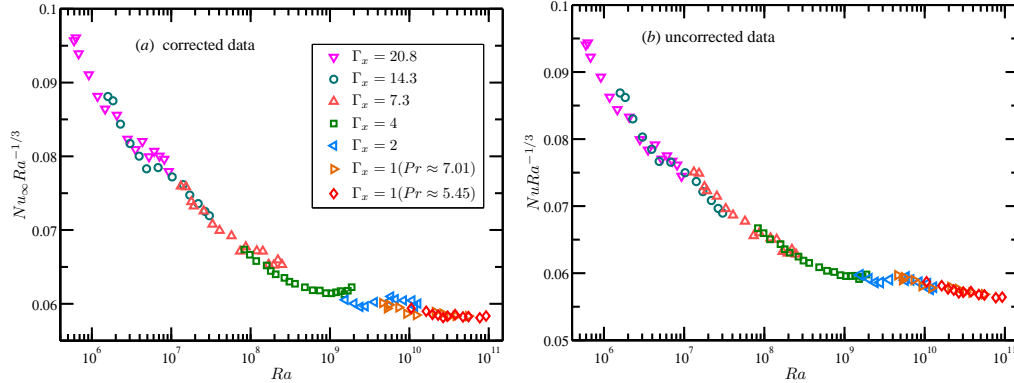 (a) corrected data
Γx = 20.8
Γx = 14.3
Γx = 7.3
Γx = 4
Γx = 2
Γx = 1(Pr ≈ 7.01)
Γx = 1(Pr ≈ 5.45)
0.1
0.09
0.08
0.07
0.06
Nu∞Ra^−1/3
10^6 10^7 10^8 10^9 10^10 10^11
Ra
(b) uncorrected data
0.1
0.09
0.08
0.07
0.06
0.05
NuRa^−1/3
10^6 10^7 10^8 10^9 10^10 10^11
Ra